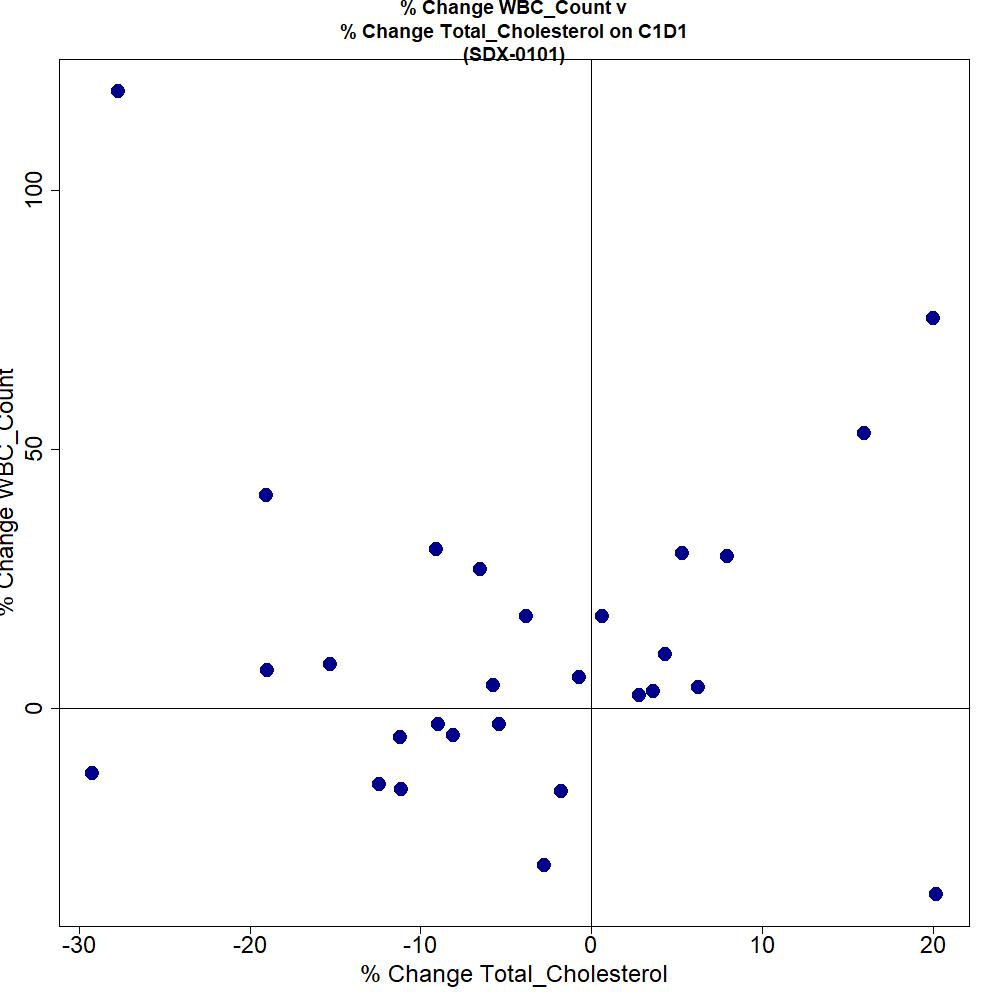 % Change WBC_Count v
% Change Total_Cholesterol on C1D1
(SDX-0101)
% Change WBC_Count
100
50
0
-30 -20 -10 0 10 20
% Change Total_Cholesterol